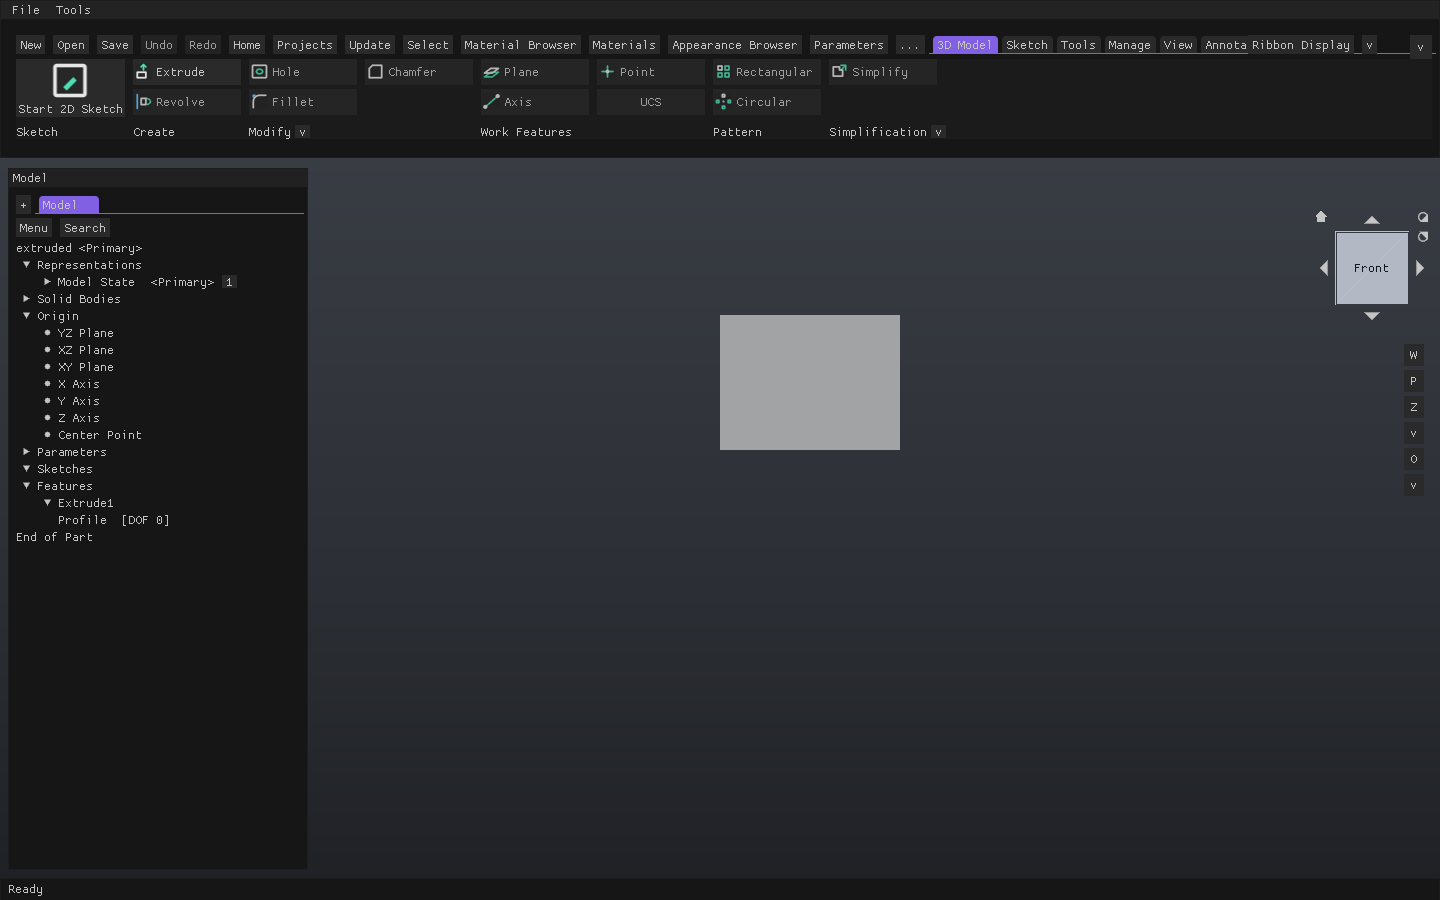 File Tools
New Open Save Undo Redo Home Projects Update Select Material Browser Materials Appearance Browser Parameters ... 3D Model Sketch Tools Manage View Annota Ribbon Display v v
Start 2D Sketch
Extrude Hole Chamfer Plane Point Rectangular Simplify
Revolve Fillet Axis UCS Circular
Sketch Create Modify v Work Features Pattern Simplification v
Model
+ Model
Menu Search
extruded <Primary>
Representations
Model State <Primary> 1
Solid Bodies
Origin
YZ Plane
XZ Plane
XY Plane
X Axis
Y Axis
Z Axis
Center Point
Parameters
Sketches
Features
Extrude1
Profile [DOF 0]
End of Part
Front
W
P
Z
v
O
v
Ready